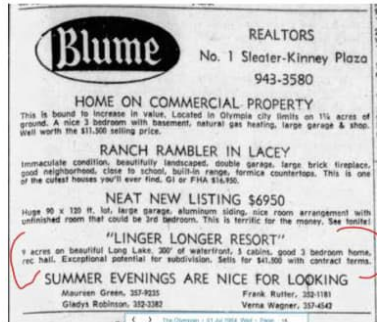 Blume
REALTORS
No. 1 Sleater-Kinney Plaza
943-3580
HOME ON COMMERCIAL PROPERTY
This is bound to increase in value. Located in Olympia city limits on 1¼ acres of
ground. A nice 3 bedroom with basement, natural gas heating, large garage & shop.
Well worth the $11,500 selling price.
RANCH RAMBLER IN LACEY
Immaculate condition, beautifully landscaped, double garage, large brick fireplace,
good neighborhood, close to school, built-in range, formica countertops. This is one
of the cutest houses you'll ever find. GI or FHA $16,950.
NEAT NEW LISTING $6950
Huge 90 x 120 ft. lot, large garage, aluminum siding, nice room arrangement with
unfinished room that could be 3rd bedroom. This is terrific for the money. See tonite!
"LINGER LONGER RESORT"
9 acres on beautiful Long Lake. 300' of waterfront, 5 cabins, good 3 bedroom home,
rec hall. Exceptional potential for subdivision. Sells for $41,500 with contract terms.
SUMMER EVENINGS ARE NICE FOR LOOKING
Maureen Green, 357-9235 Frank Rutter, 352-1181
Gladys Robinson, 352-3382 Verna Wagner, 357-4542